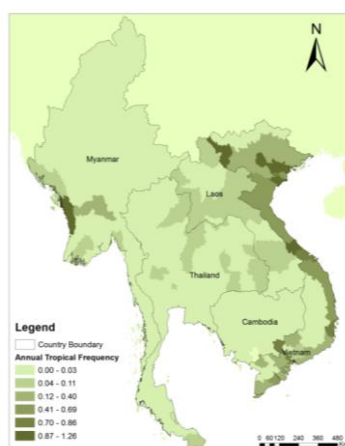 N
Myanmar
Laos
Thailand
Cambodia
Vietnam
Legend
Country Boundary
Annual Tropical Frequency
0.00 - 0.03
0.04 - 0.11
0.12 - 0.40
0.41 - 0.69
0.70 - 0.86
0.87 - 1.26
0 60 120 240 360 480